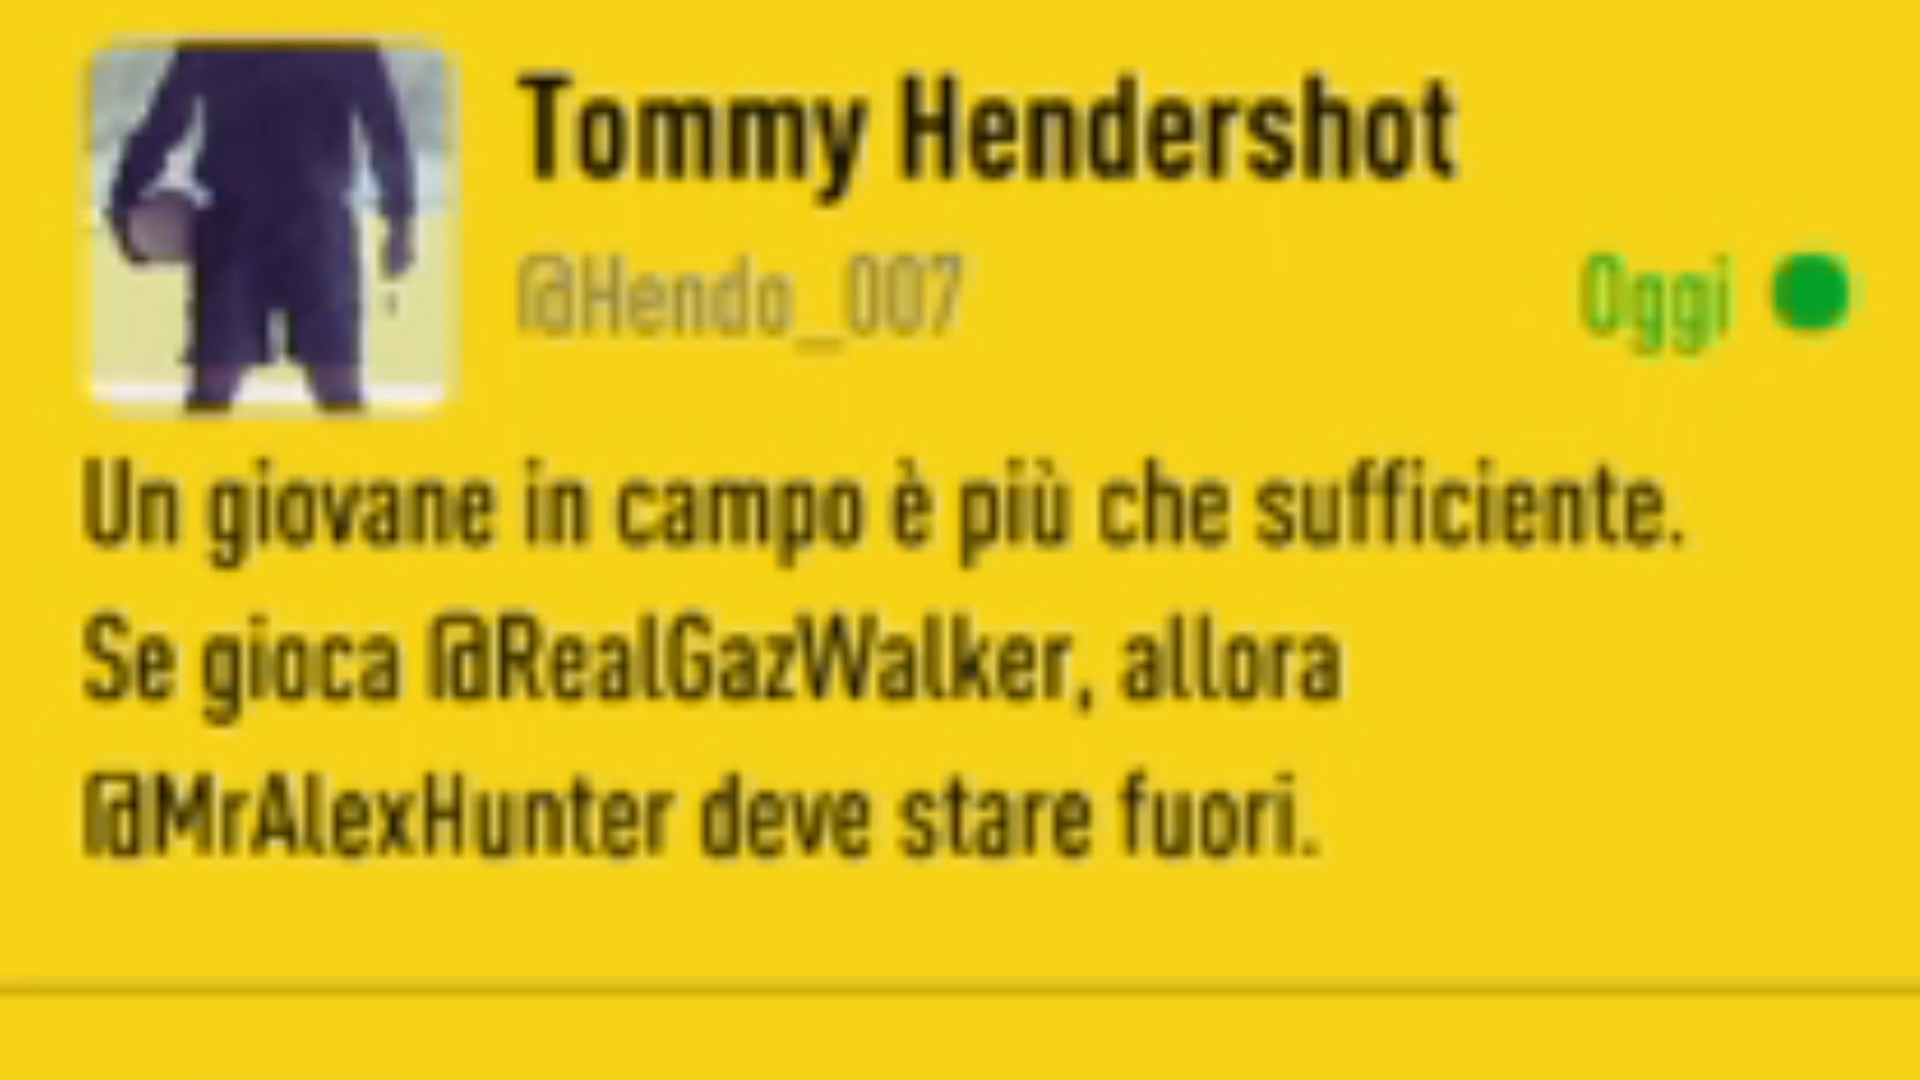 Tommy Hendershot
@Hendo_007
Oggi
Un giovane in campo è più che sufficiente.
Se gioca @RealGazWalker, allora
@MrAlexHunter deve stare fuori.